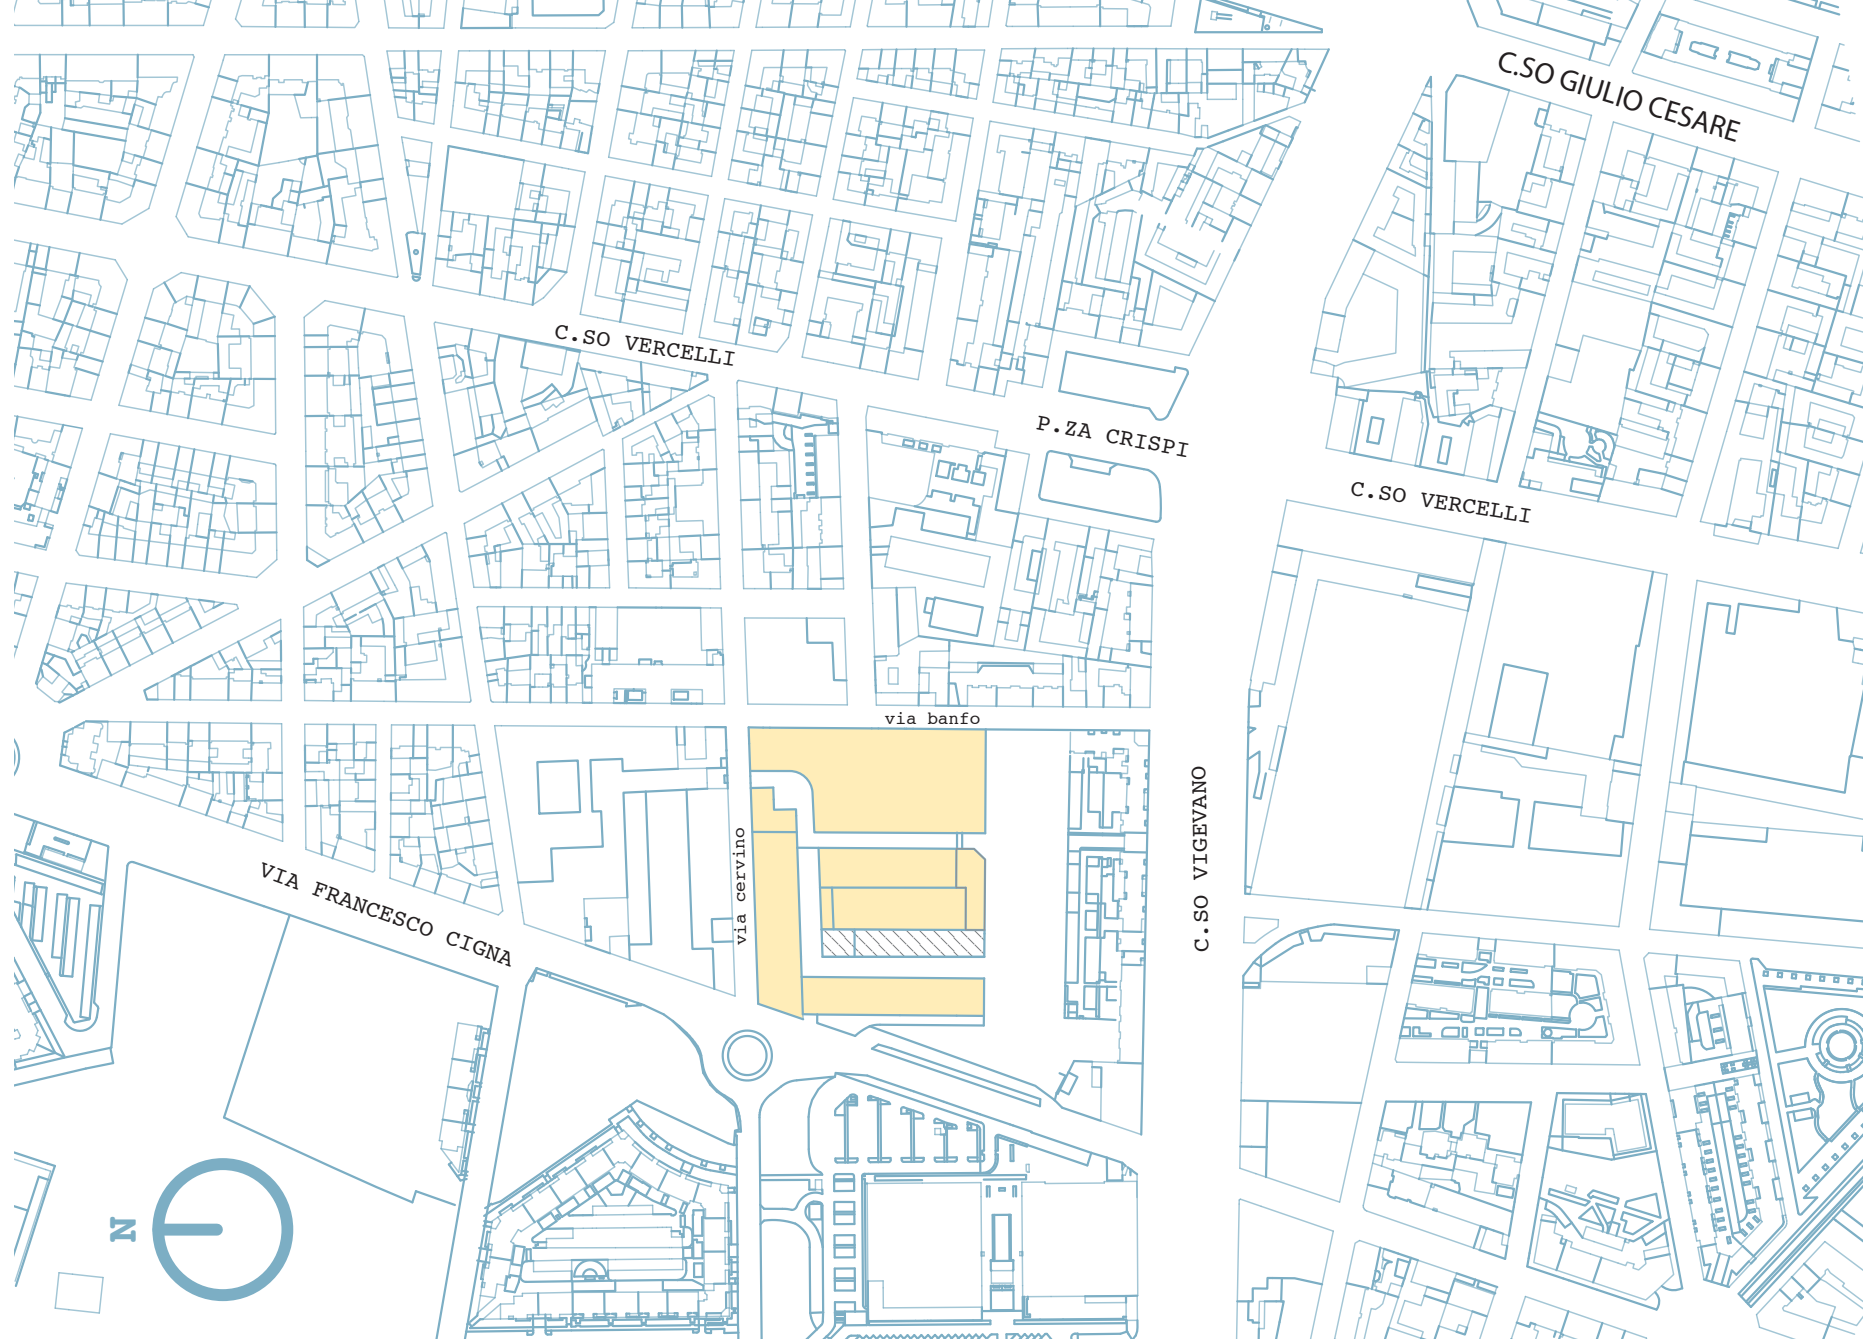 C.SO GIULIO CESARE
C.SO VERCELLI
P.ZA CRISPI
C.SO VERCELLI
via banfo
C.SO VIGEVANO
via cervino
VIA FRANCESCO CIGNA
N